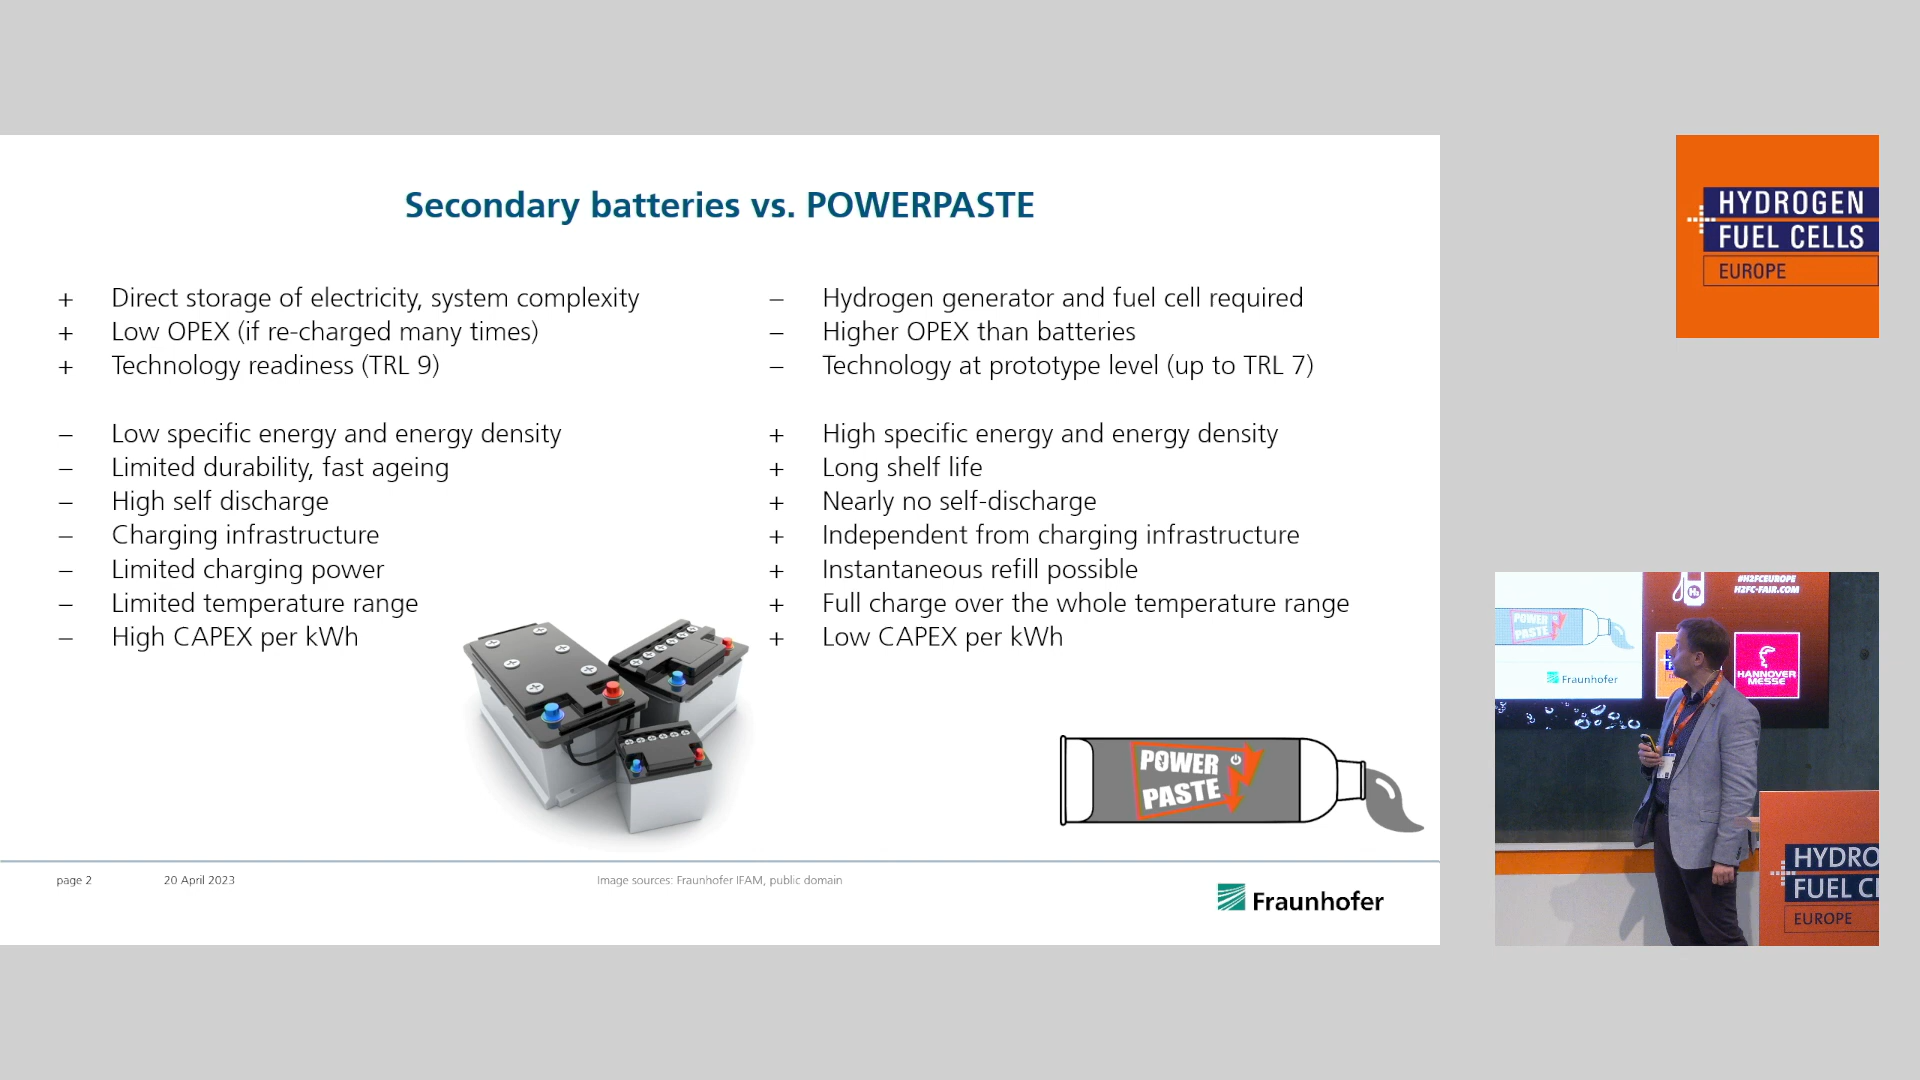 Secondary batteries vs. POWERPASTE
+ Direct storage of electricity, system complexity
+ Low OPEX (if re-charged many times)
+ Technology readiness (TRL 9)
– Low specific energy and energy density
– Limited durability, fast ageing
– High self discharge
– Charging infrastructure
– Limited charging power
– Limited temperature range
– High CAPEX per kWh
– Hydrogen generator and fuel cell required
– Higher OPEX than batteries
– Technology at prototype level (up to TRL 7)
+ High specific energy and energy density
+ Long shelf life
+ Nearly no self-discharge
+ Independent from charging infrastructure
+ Instantaneous refill possible
+ Full charge over the whole temperature range
+ Low CAPEX per kWh
POWER
PASTE
page 2
20 April 2023
Image sources: Fraunhofer IFAM, public domain
Fraunhofer
HYDROGEN
FUEL CELLS
EUROPE
#H2FCEUROPE
H2FC-FAIR.COM
H2
POWER
PASTE
Fraunhofer
HANNOVER
MESSE
HYDRO
FUEL C
EUROPE